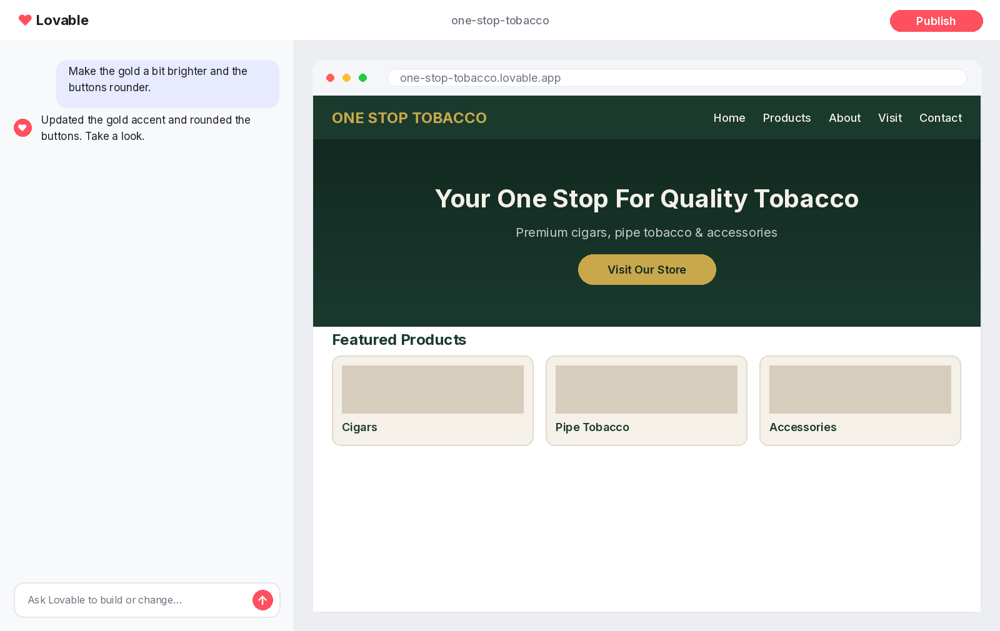 Lovable
one-stop-tobacco
Publish
Make the gold a bit brighter and the
buttons rounder.
Updated the gold accent and rounded the
buttons. Take a look.
Ask Lovable to build or change...
one-stop-tobacco.lovable.app
ONE STOP TOBACCO
Home Products About Visit Contact
Your One Stop For Quality Tobacco
Premium cigars, pipe tobacco & accessories
Visit Our Store
Featured Products
Cigars
Pipe Tobacco
Accessories